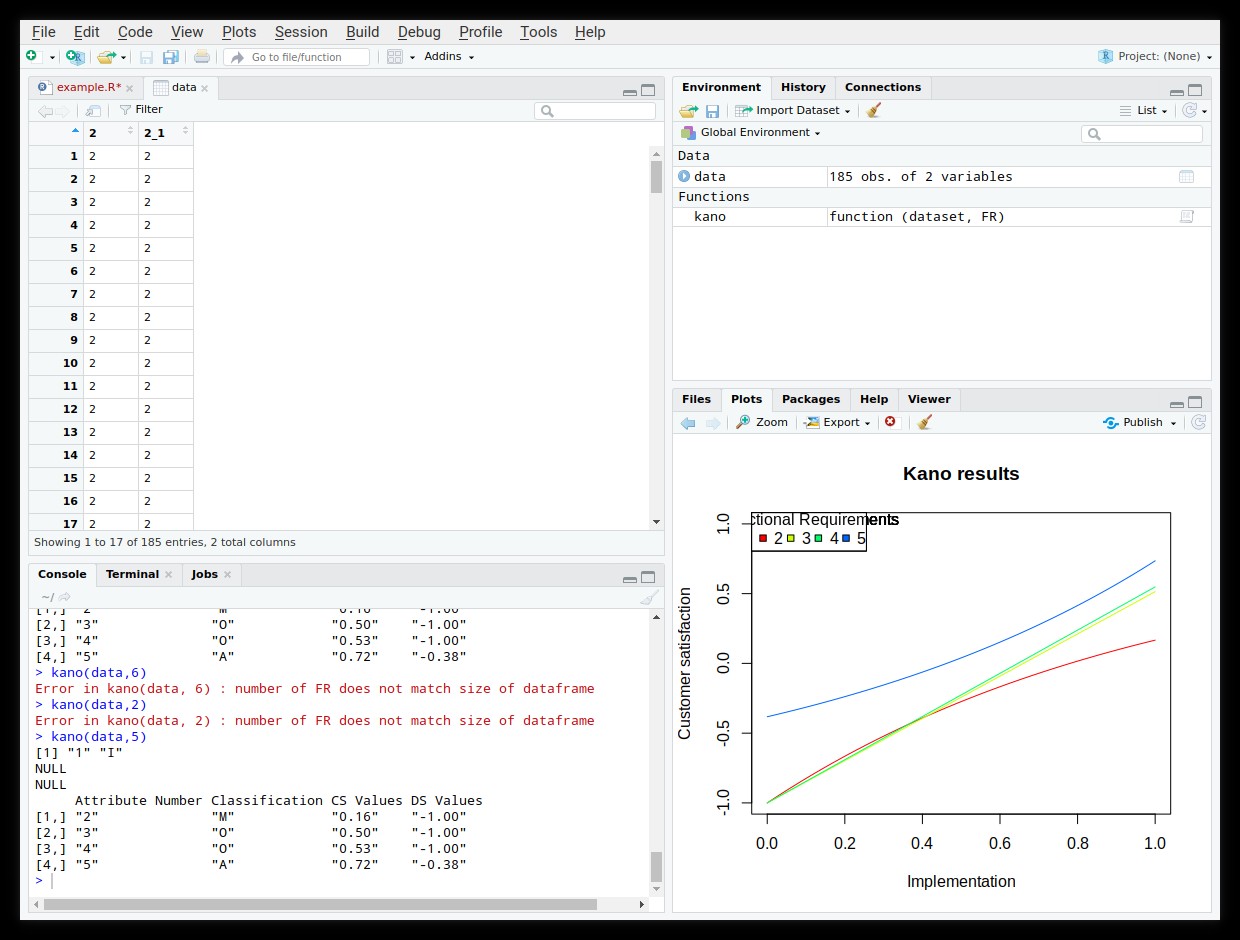 File Edit Code View Plots Session Build Debug Profile Tools Help
Go to file/function Addins Project: (None)
example.R* data
Filter
2 2_1
1 2 2
2 2 2
3 2 2
4 2 2
5 2 2
6 2 2
7 2 2
8 2 2
9 2 2
10 2 2
11 2 2
12 2 2
13 2 2
14 2 2
15 2 2
16 2 2
17 2 2
Showing 1 to 17 of 185 entries, 2 total columns
Console Terminal Jobs
~/
[1,] "2" "M" "0.16" "-1.00"
[2,] "3" "O" "0.50" "-1.00"
[3,] "4" "O" "0.53" "-1.00"
[4,] "5" "A" "0.72" "-0.38"
> kano(data,6)
Error in kano(data, 6) : number of FR does not match size of dataframe
> kano(data,2)
Error in kano(data, 2) : number of FR does not match size of dataframe
> kano(data,5)
[1] "1" "I"
NULL
NULL
Attribute Number Classification CS Values DS Values
[1,] "2" "M" "0.16" "-1.00"
[2,] "3" "O" "0.50" "-1.00"
[3,] "4" "O" "0.53" "-1.00"
[4,] "5" "A" "0.72" "-0.38"
>
Environment History Connections
Import Dataset List
Global Environment
Data
data 185 obs. of 2 variables
Functions
kano function (dataset, FR)
Files Plots Packages Help Viewer
Zoom Export Publish
Kano results
ctional Requirements
2 3 4 5
Customer satisfaction
1.0
0.5
0.0
-0.5
-1.0
0.0 0.2 0.4 0.6 0.8 1.0
Implementation